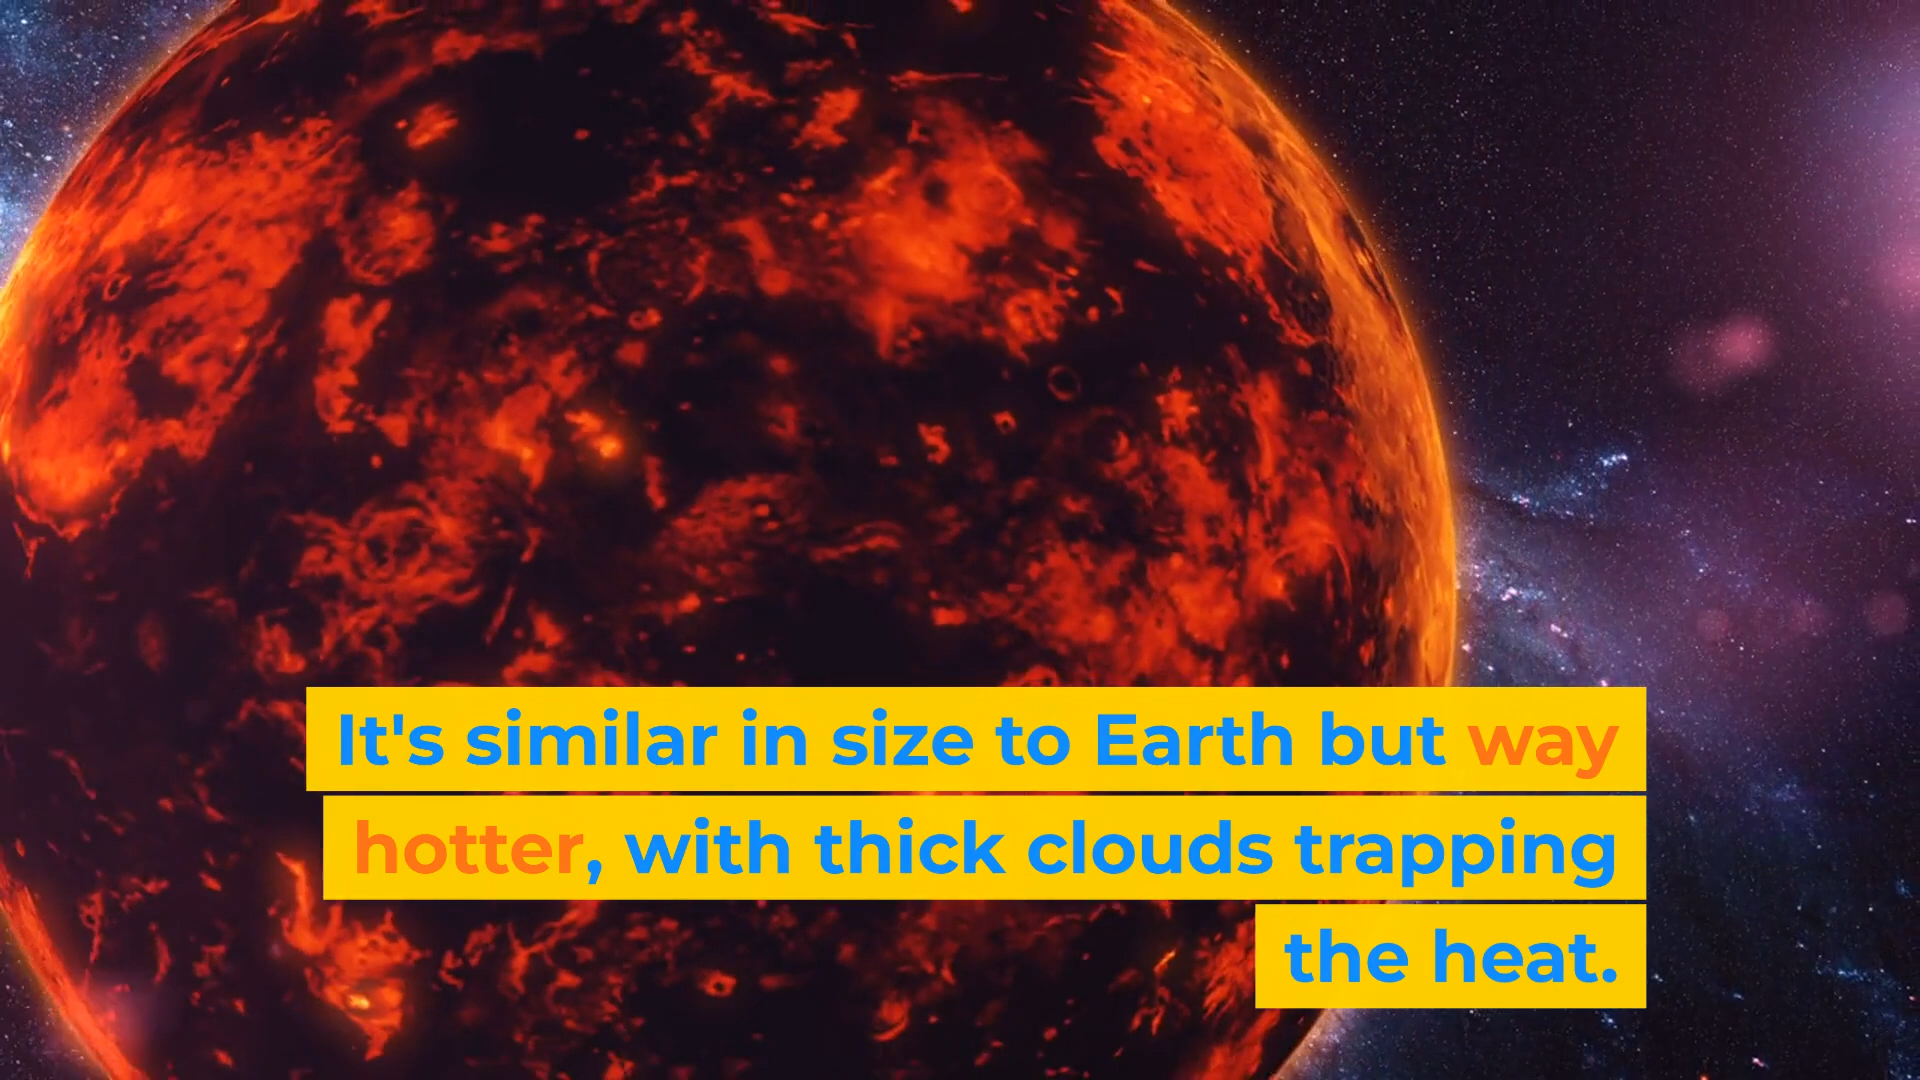 It's similar in size to Earth but way
hotter, with thick clouds trapping
the heat.